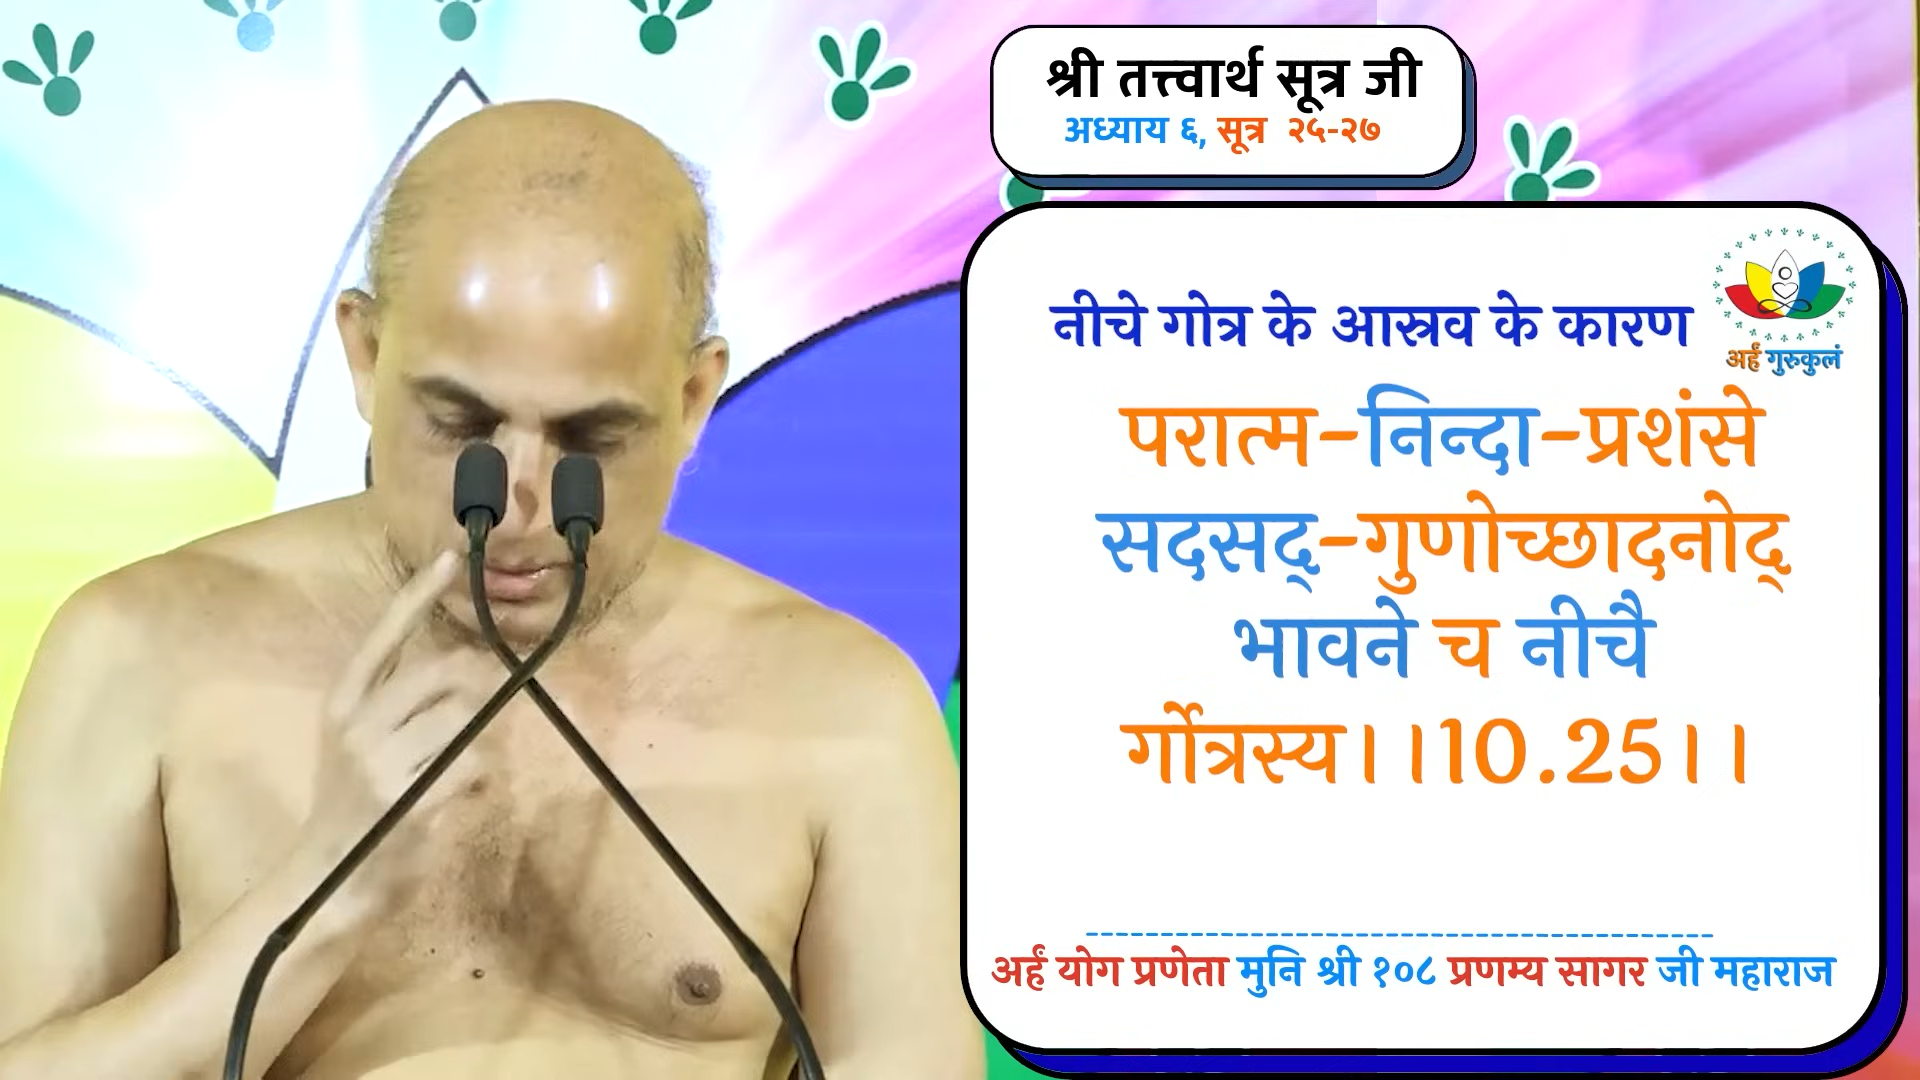 श्री तत्त्वार्थ सूत्र जी
अध्याय ६, सूत्र २५-२७
नीचे गोत्र के आस्रव के कारण
अर्हं गुरुकुलं
परात्म-निन्दा-प्रशंसे
सदसद्-गुणोच्छादनोद्
भावने च नीचै
र्गोत्रस्य।।10.25।।
अर्हं योग प्रणेता मुनि श्री १०८ प्रणम्य सागर जी महाराज